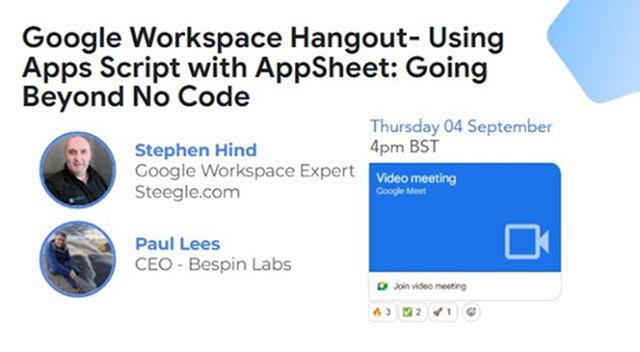 Google Workspace Hangout- Using
Apps Script with AppSheet: Going
Beyond No Code
Stephen Hind
Google Workspace Expert
Steegle.com
Paul Lees
CEO - Bespin Labs
Thursday 04 September
4pm BST
Video meeting
Google Meet
Join video meeting
🔥 3 ✅ 2 🚀 1